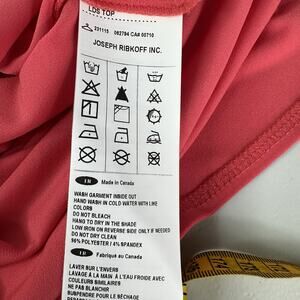 LDS TOP
231115 062794 CA# 00710
JOSEPH RIBKOFF INC.
EN Made in Canada
WASH GARMENT INSIDE OUT
HAND WASH IN COLD WATER WITH LIKE
COLORS
DO NOT BLEACH
HANG TO DRY IN THE SHADE
LOW IRON ON REVERSE SIDE ONLY IF NEEDED
DO NOT DRY CLEAN
96% POLYESTER / 4% SPANDEX
FR Fabriqué au Canada
LAVER SUR L'ENVERS
LAVAGE À LA MAIN À L'EAU FROIDE AVEC
COULEURS SIMILAIRES
NE PAS BLANCHIR
SUSPENDRE POUR LE SÉCHAGE